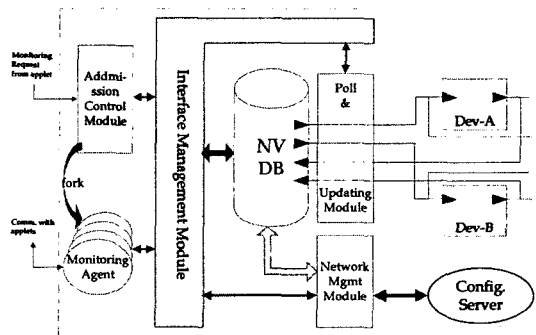 Monitoring
Request
from applet
Addmi-
ssion
Control
Module
fork
Comm. with
applets
Monitoring
Agent
Interface Management Module
NV
DB
Poll
&
Updating
Module
Network
Mgmt
Module
Dev-A
Dev-B
Config.
Server